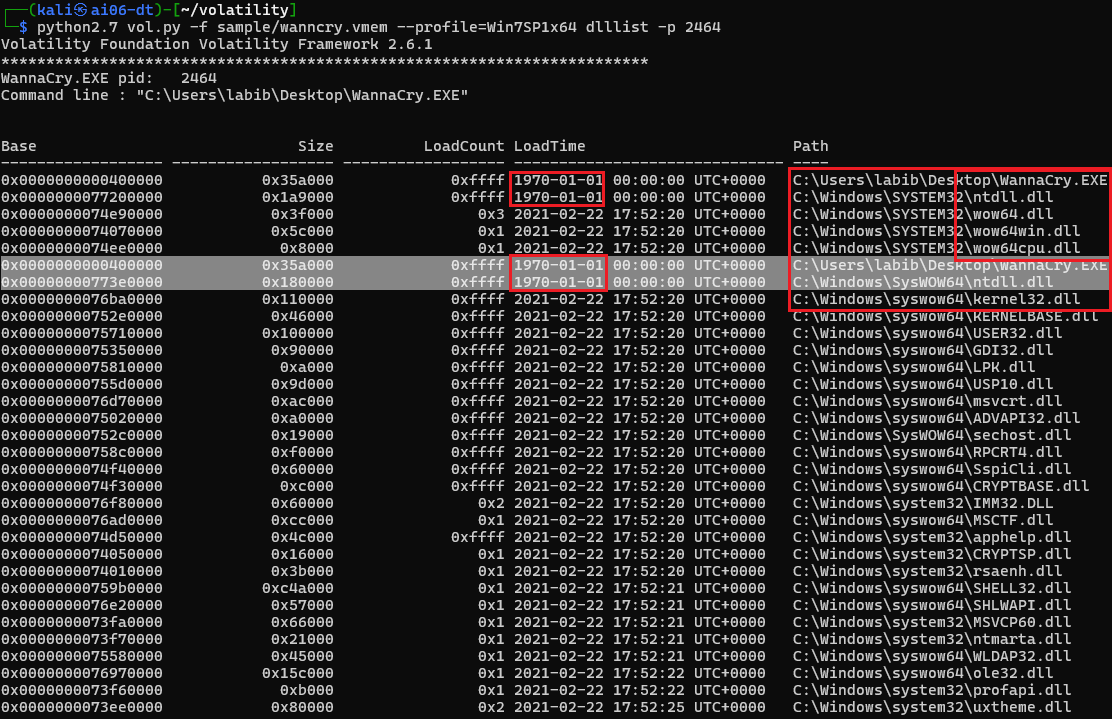 ┌──(kali㉿ai06-dt)-[~/volatility]
└─$ python2.7 vol.py -f sample/wanncry.vmem --profile=Win7SP1x64 dlllist -p 2464
Volatility Foundation Volatility Framework 2.6.1
************************************************************************
WannaCry.EXE pid:   2464
Command line : "C:\Users\labib\Desktop\WannaCry.EXE"
Base Size LoadCount LoadTime Path
------------------ ------------------ ------------------ ------------------------------ ----
0x0000000000400000 0x35a000 0xffff 1970-01-01 00:00:00 UTC+0000 C:\Users\labib\Desktop\WannaCry.EXE
0x0000000077200000 0x1a9000 0xffff 1970-01-01 00:00:00 UTC+0000 C:\Windows\SYSTEM32\ntdll.dll
0x0000000074e90000 0x3f000 0x3 2021-02-22 17:52:20 UTC+0000 C:\Windows\SYSTEM32\wow64.dll
0x0000000074070000 0x5c000 0x1 2021-02-22 17:52:20 UTC+0000 C:\Windows\SYSTEM32\wow64win.dll
0x0000000074ee0000 0x8000 0x1 2021-02-22 17:52:20 UTC+0000 C:\Windows\SYSTEM32\wow64cpu.dll
0x0000000000400000 0x35a000 0xffff 1970-01-01 00:00:00 UTC+0000 C:\Users\labib\Desktop\WannaCry.EXE
0x00000000773e0000 0x180000 0xffff 1970-01-01 00:00:00 UTC+0000 C:\Windows\SysWOW64\ntdll.dll
0x0000000076ba0000 0x110000 0xffff 2021-02-22 17:52:20 UTC+0000 C:\Windows\syswow64\kernel32.dll
0x00000000752e0000 0x46000 0xffff 2021-02-22 17:52:20 UTC+0000 C:\Windows\syswow64\KERNELBASE.dll
0x0000000075710000 0x100000 0xffff 2021-02-22 17:52:20 UTC+0000 C:\Windows\syswow64\USER32.dll
0x0000000075350000 0x90000 0xffff 2021-02-22 17:52:20 UTC+0000 C:\Windows\syswow64\GDI32.dll
0x0000000075810000 0xa000 0xffff 2021-02-22 17:52:20 UTC+0000 C:\Windows\syswow64\LPK.dll
0x00000000755d0000 0x9d000 0xffff 2021-02-22 17:52:20 UTC+0000 C:\Windows\syswow64\USP10.dll
0x0000000076d70000 0xac000 0xffff 2021-02-22 17:52:20 UTC+0000 C:\Windows\syswow64\msvcrt.dll
0x0000000075020000 0xa0000 0xffff 2021-02-22 17:52:20 UTC+0000 C:\Windows\syswow64\ADVAPI32.dll
0x00000000752c0000 0x19000 0xffff 2021-02-22 17:52:20 UTC+0000 C:\Windows\SysWOW64\sechost.dll
0x00000000758c0000 0xf0000 0xffff 2021-02-22 17:52:20 UTC+0000 C:\Windows\syswow64\RPCRT4.dll
0x0000000074f40000 0x60000 0xffff 2021-02-22 17:52:20 UTC+0000 C:\Windows\syswow64\SspiCli.dll
0x0000000074f30000 0xc000 0xffff 2021-02-22 17:52:20 UTC+0000 C:\Windows\syswow64\CRYPTBASE.dll
0x0000000076f80000 0x60000 0x2 2021-02-22 17:52:20 UTC+0000 C:\Windows\system32\IMM32.DLL
0x0000000076ad0000 0xcc000 0x1 2021-02-22 17:52:20 UTC+0000 C:\Windows\syswow64\MSCTF.dll
0x0000000074d50000 0x4c000 0xffff 2021-02-22 17:52:20 UTC+0000 C:\Windows\system32\apphelp.dll
0x0000000074050000 0x16000 0x1 2021-02-22 17:52:20 UTC+0000 C:\Windows\system32\CRYPTSP.dll
0x0000000074010000 0x3b000 0x1 2021-02-22 17:52:20 UTC+0000 C:\Windows\system32\rsaenh.dll
0x00000000759b0000 0xc4a000 0x1 2021-02-22 17:52:21 UTC+0000 C:\Windows\syswow64\SHELL32.dll
0x0000000076e20000 0x57000 0x1 2021-02-22 17:52:21 UTC+0000 C:\Windows\syswow64\SHLWAPI.dll
0x0000000073fa0000 0x66000 0x1 2021-02-22 17:52:21 UTC+0000 C:\Windows\system32\MSVCP60.dll
0x0000000073f70000 0x21000 0x1 2021-02-22 17:52:21 UTC+0000 C:\Windows\system32\ntmarta.dll
0x0000000075580000 0x45000 0x1 2021-02-22 17:52:21 UTC+0000 C:\Windows\syswow64\WLDAP32.dll
0x0000000076970000 0x15c000 0x1 2021-02-22 17:52:22 UTC+0000 C:\Windows\syswow64\ole32.dll
0x0000000073f60000 0xb000 0x1 2021-02-22 17:52:22 UTC+0000 C:\Windows\system32\profapi.dll
0x0000000073ee0000 0x80000 0x2 2021-02-22 17:52:25 UTC+0000 C:\Windows\system32\uxtheme.dll